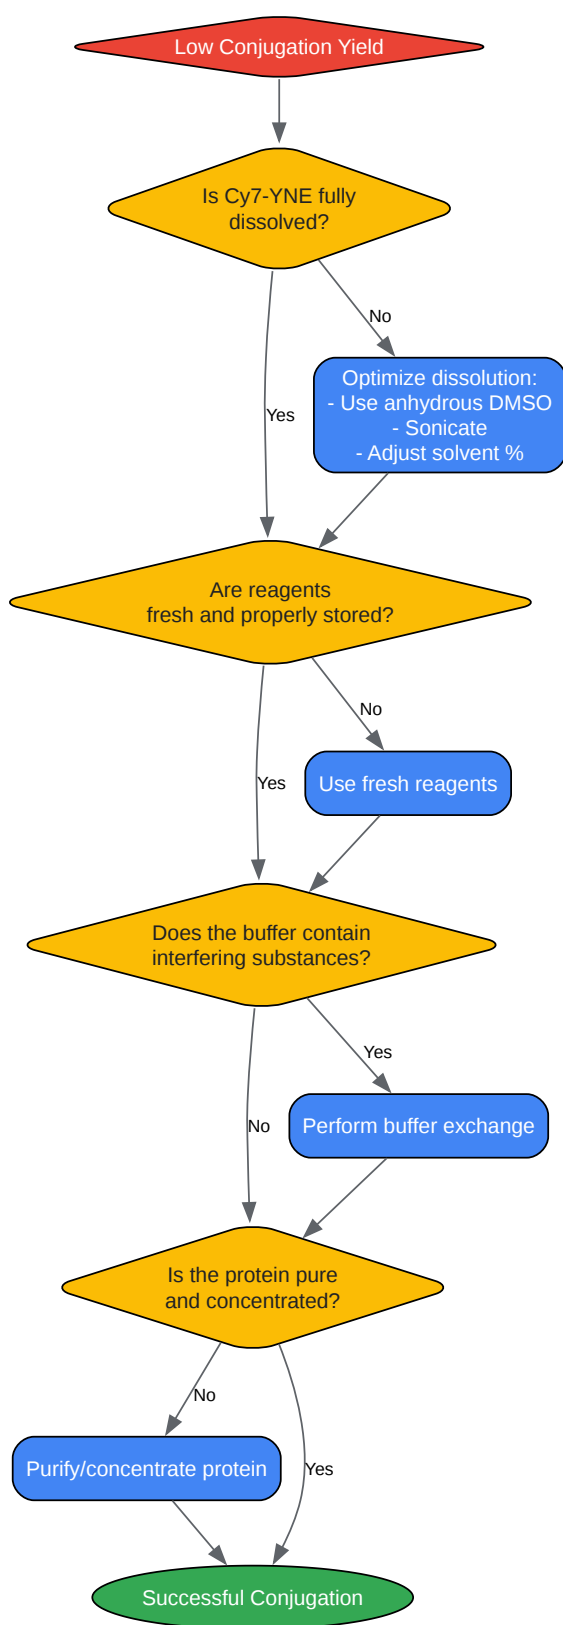 Low Conjugation Yield
Is Cy7-YNE fully
dissolved?
No
Optimize dissolution:
- Use anhydrous DMSO
- Sonicate
- Adjust solvent %
Yes
Are reagents
fresh and properly stored?
No
Yes
Use fresh reagents
Does the buffer contain
interfering substances?
Yes
No
Perform buffer exchange
Is the protein pure
and concentrated?
No
Purify/concentrate protein
Yes
Successful Conjugation